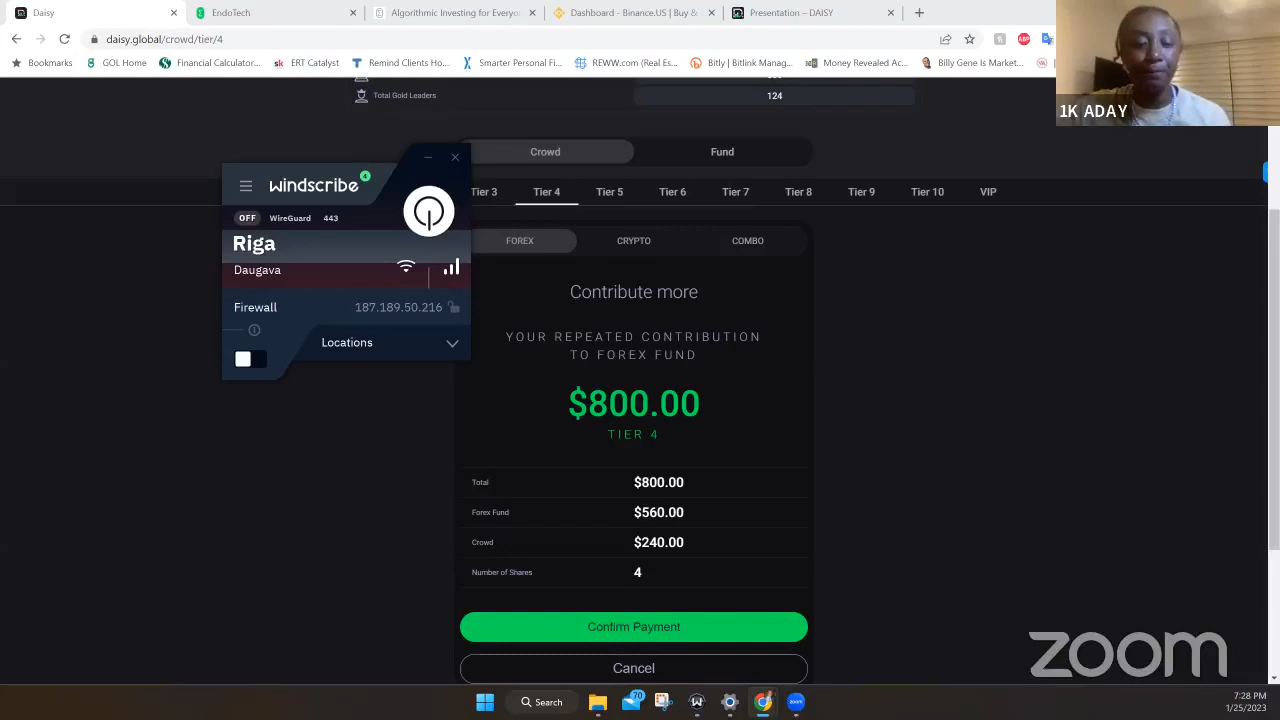 Daisy
EndoTech
Algorithmic Investing for Everyo
Dashboard - Binance.US | Buy &
Presentation – DAISY
daisy.global/crowd/tier/4
ABP
Bookmarks
GOL Home
Financial Calculator...
ERT Catalyst
Remind Clients Ho...
Smarter Personal Fi...
REWW.com (Real Es...
Bitly | Bitlink Manag...
Money Revealed Ac...
Billy Gene Is Marke...
1K ADAY
Total Gold Leaders
124
Crowd
Fund
Tier 3
Tier 4
Tier 5
Tier 6
Tier 7
Tier 8
Tier 9
Tier 10
VIP
windscribe
4
OFF
WireGuard
443
Riga
Daugava
Firewall
187.189.50.216
Locations
FOREX
CRYPTO
COMBO
Contribute more
YOUR REPEATED CONTRIBUTION
TO FOREX FUND
$800.00
TIER 4
Total
$800.00
Forex Fund
$560.00
Crowd
$240.00
Number of Shares
4
Confirm Payment
Cancel
zoom
Search
70
zoom
7:28 PM
1/25/2023